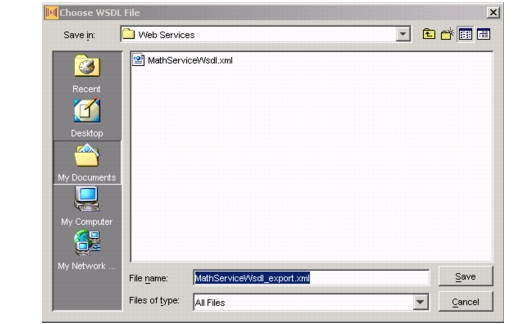 Choose WSDL File
Save in:
Web Services
MathServiceWsdl.xml
Recent
Desktop
My Documents
My Computer
My Network ...
File name:
MathServiceWsdl_export.xml
Save
Files of type:
All Files
Cancel